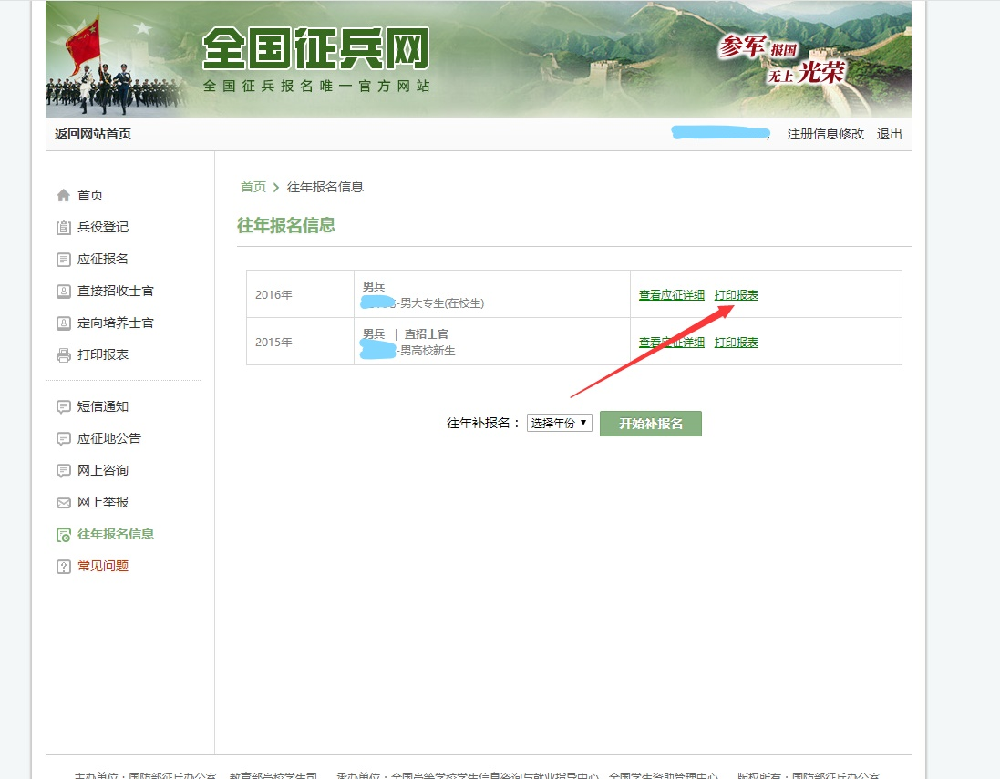 全国征兵网
全国征兵报名唯一官方网站
参军 报国
无上 光荣
返回网站首页
注册信息修改 退出
首页
兵役登记
应征报名
直接招收士官
定向培养士官
打印报表
短信通知
应征地公告
网上咨询
网上举报
往年报名信息
常见问题
首页 > 往年报名信息
往年报名信息
2016年
男兵
-男大专生(在校生)
查看应征详细 打印报表
2015年
男兵 | 直招士官
-男高校新生
查看应征详细 打印报表
往年补报名： 选择年份 开始补报名
主办单位：国防部征兵办公室 教育部高校学生司 承办单位：全国高等学校学生信息咨询与就业指导中心 全国学生资助管理中心 版权所有：国防部征兵办公室